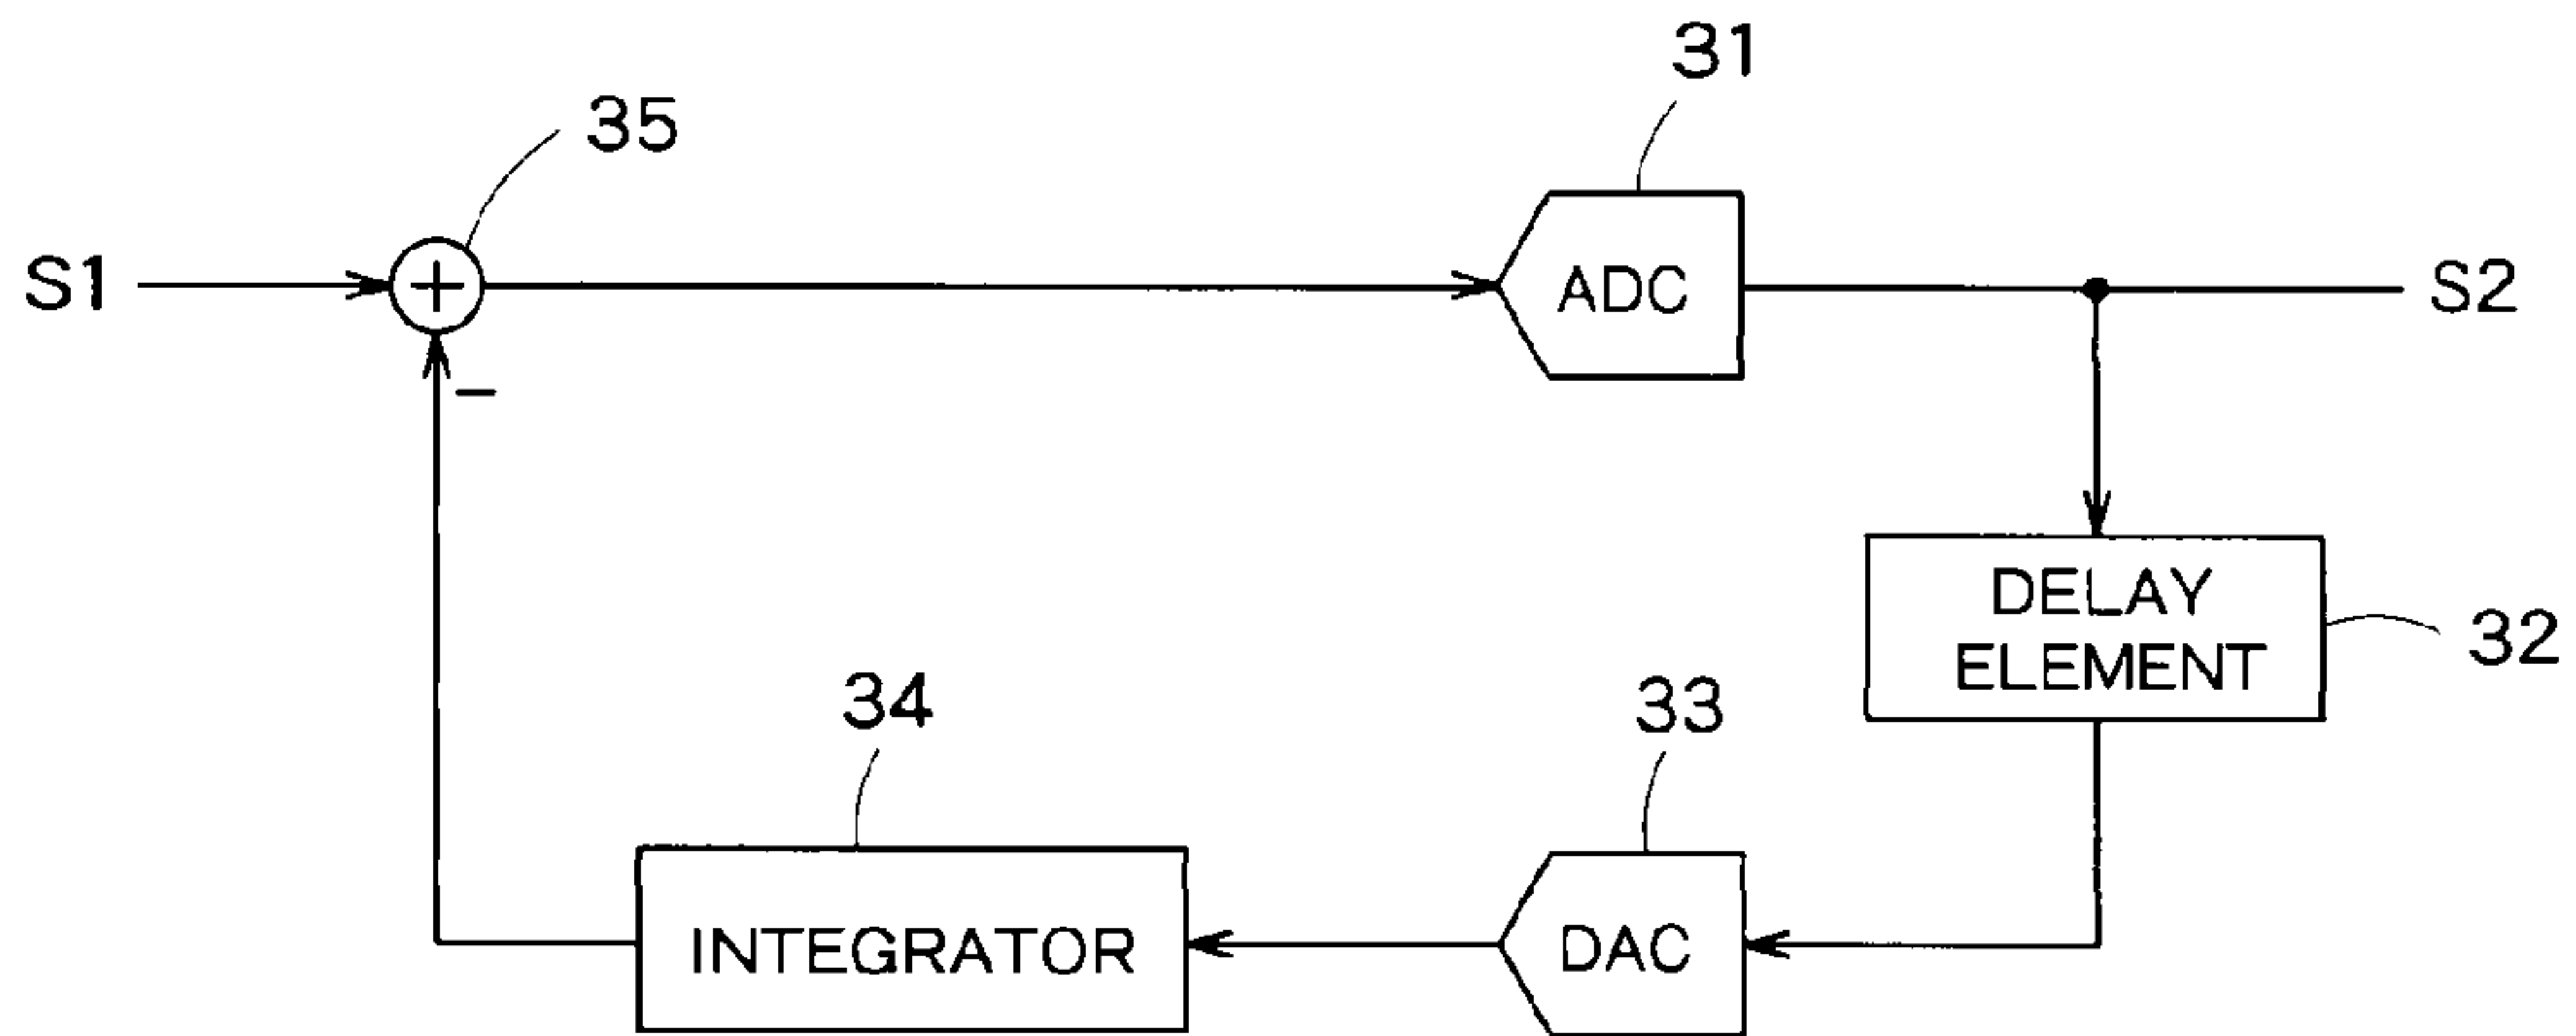 31
35
S1
+
ADC
S2
-
DELAY
ELEMENT
32
34
33
INTEGRATOR
DAC